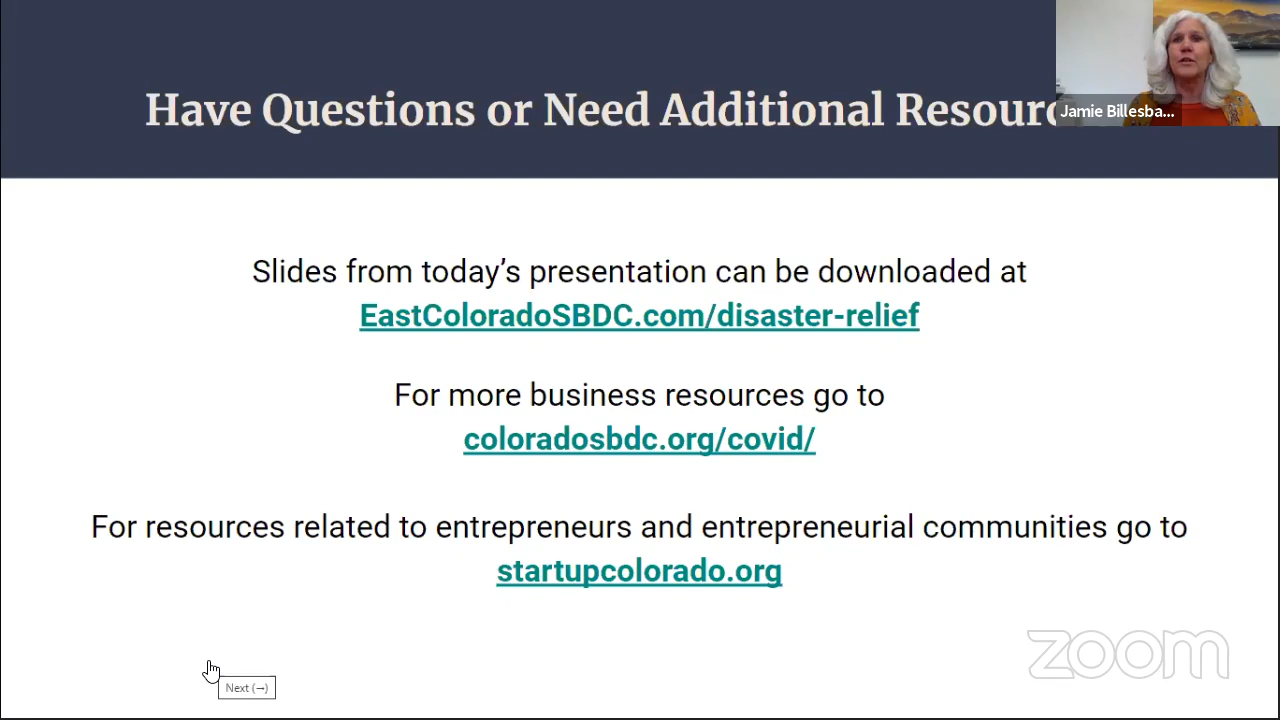 Have Questions or Need Additional Resourc
Jamie Billesba...
Slides from today's presentation can be downloaded at
EastColoradoSBDC.com/disaster-relief
For more business resources go to
coloradosbdc.org/covid/
For resources related to entrepreneurs and entrepreneurial communities go to
startupcolorado.org
zoom
Next (→)